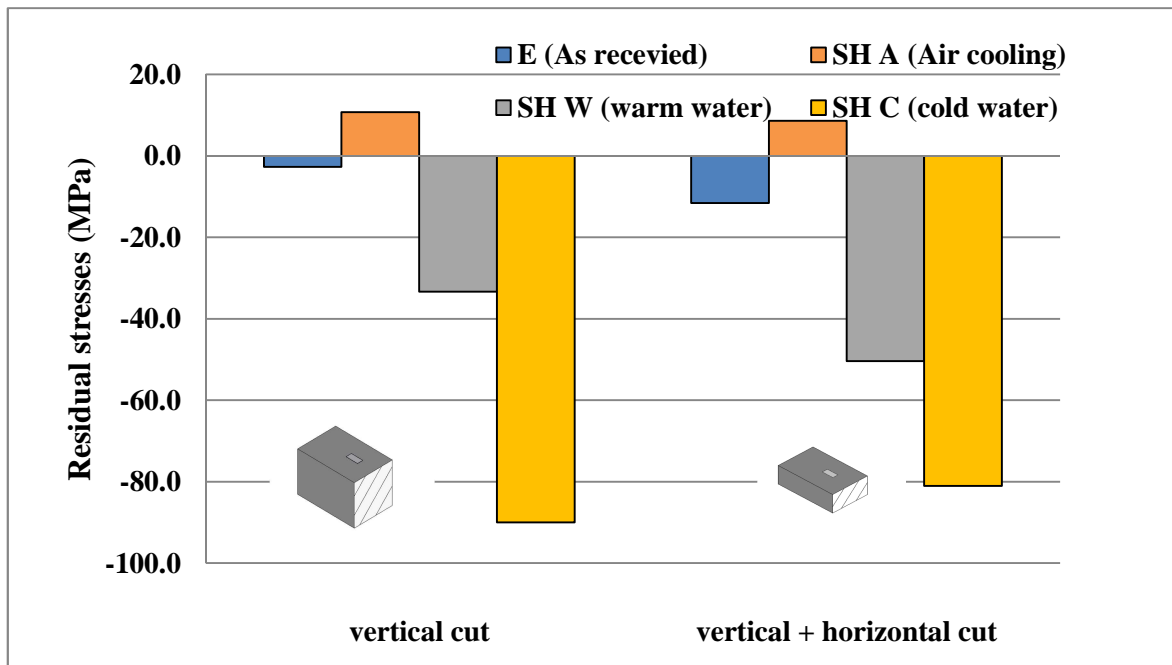 E (As recevied)
SH A (Air cooling)
SH W (warm water)
SH C (cold water)
20.0
0.0
-20.0
-40.0
-60.0
-80.0
-100.0
Residual stresses (MPa)
vertical cut
vertical + horizontal cut